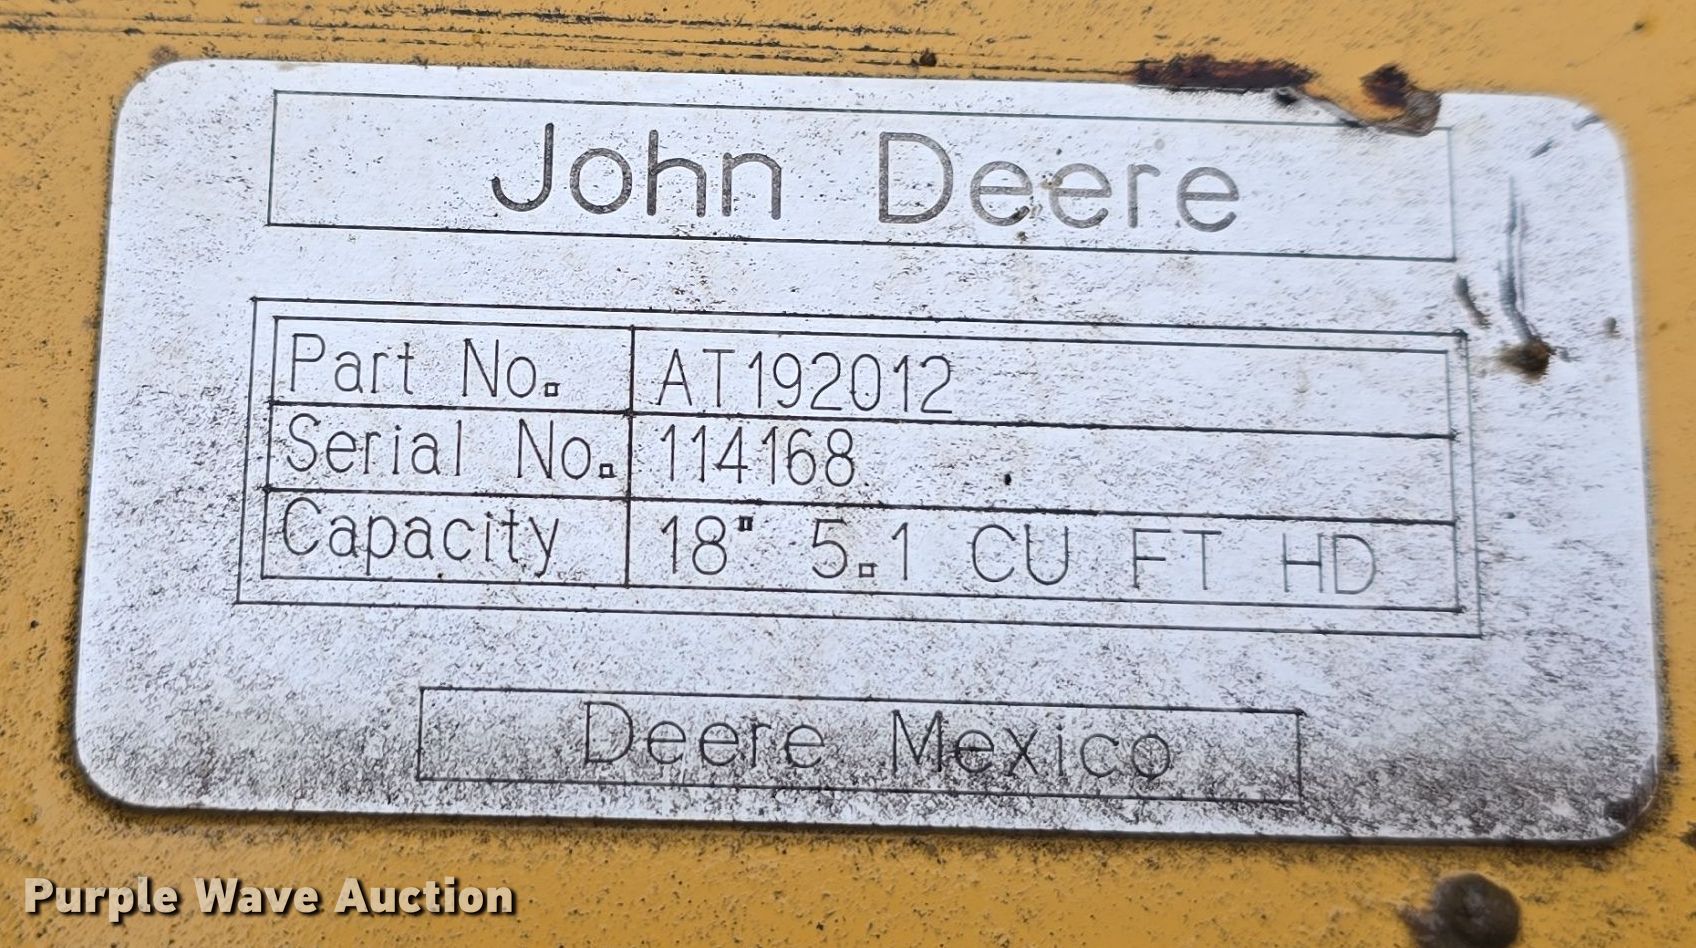 John Deere
Part No. AT192012
Serial No. 114168
Capacity 18" 5.1 CU FT HD
Deere Mexico
Purple Wave Auction